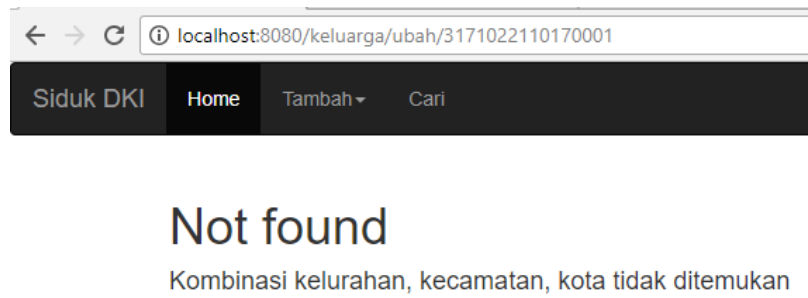 localhost:8080/keluarga/ubah/3171022110170001
Siduk DKI Home Tambah Cari
Not found
Kombinasi kelurahan, kecamatan, kota tidak ditemukan